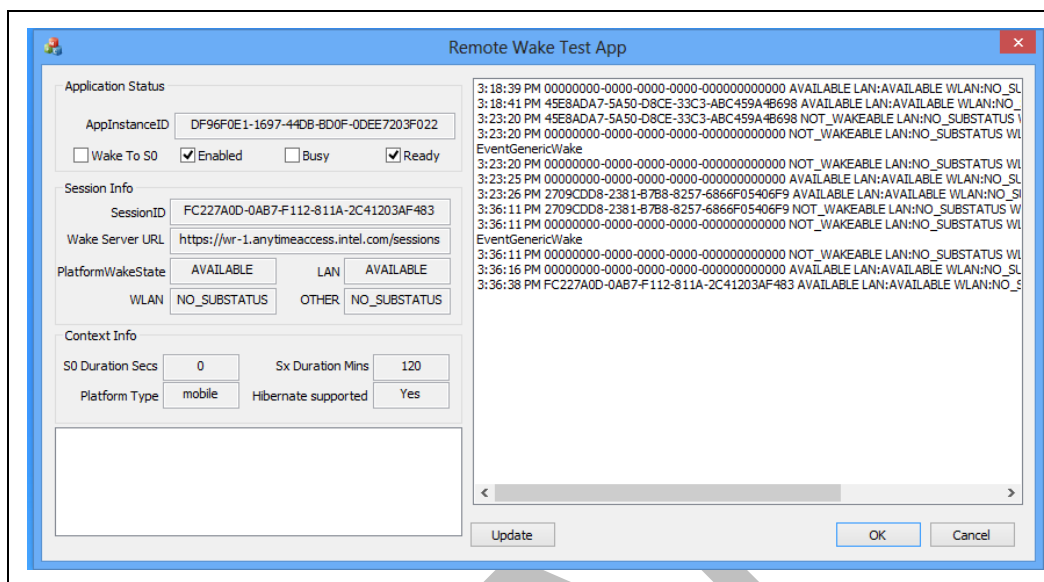 Remote Wake Test App
Application Status
AppInstanceID DF96F0E1-1697-44DB-BD0F-0DEE7203F022
Wake To S0 Enabled Busy Ready
Session Info
SessionID FC227A0D-0AB7-F112-811A-2C41203AF483
Wake Server URL https://wr-1.anytimeaccess.intel.com/sessions
PlatformWakeState AVAILABLE LAN AVAILABLE
WLAN NO_SUBSTATUS OTHER NO_SUBSTATUS
Context Info
S0 Duration Secs 0 Sx Duration Mins 120
Platform Type mobile Hibernate supported Yes
3:18:39 PM 00000000-0000-0000-0000-000000000000 AVAILABLE LAN:AVAILABLE WLAN:NO_SU
3:18:41 PM 45E8ADA7-5A50-D8CE-33C3-ABC459A4B698 AVAILABLE LAN:AVAILABLE WLAN:NO_
3:23:20 PM 45E8ADA7-5A50-D8CE-33C3-ABC459A4B698 NOT_WAKEABLE LAN:NO_SUBSTATUS
3:23:20 PM 00000000-0000-0000-0000-000000000000 NOT_WAKEABLE LAN:NO_SUBSTATUS WL
EventGenericWake
3:23:20 PM 00000000-0000-0000-0000-000000000000 NOT_WAKEABLE LAN:NO_SUBSTATUS WL
3:23:25 PM 00000000-0000-0000-0000-000000000000 AVAILABLE LAN:AVAILABLE WLAN:NO_SU
3:23:26 PM 2709CDD8-2381-B7B8-8257-6866F05406F9 AVAILABLE LAN:AVAILABLE WLAN:NO_S
3:36:11 PM 2709CDD8-2381-B7B8-8257-6866F05406F9 NOT_WAKEABLE LAN:NO_SUBSTATUS W
3:36:11 PM 00000000-0000-0000-0000-000000000000 NOT_WAKEABLE LAN:NO_SUBSTATUS WL
EventGenericWake
3:36:11 PM 00000000-0000-0000-0000-000000000000 NOT_WAKEABLE LAN:NO_SUBSTATUS WL
3:36:16 PM 00000000-0000-0000-0000-000000000000 AVAILABLE LAN:AVAILABLE WLAN:NO_SU
3:36:38 PM FC227A0D-0AB7-F112-811A-2C41203AF483 AVAILABLE LAN:AVAILABLE WLAN:NO_S
Update OK Cancel